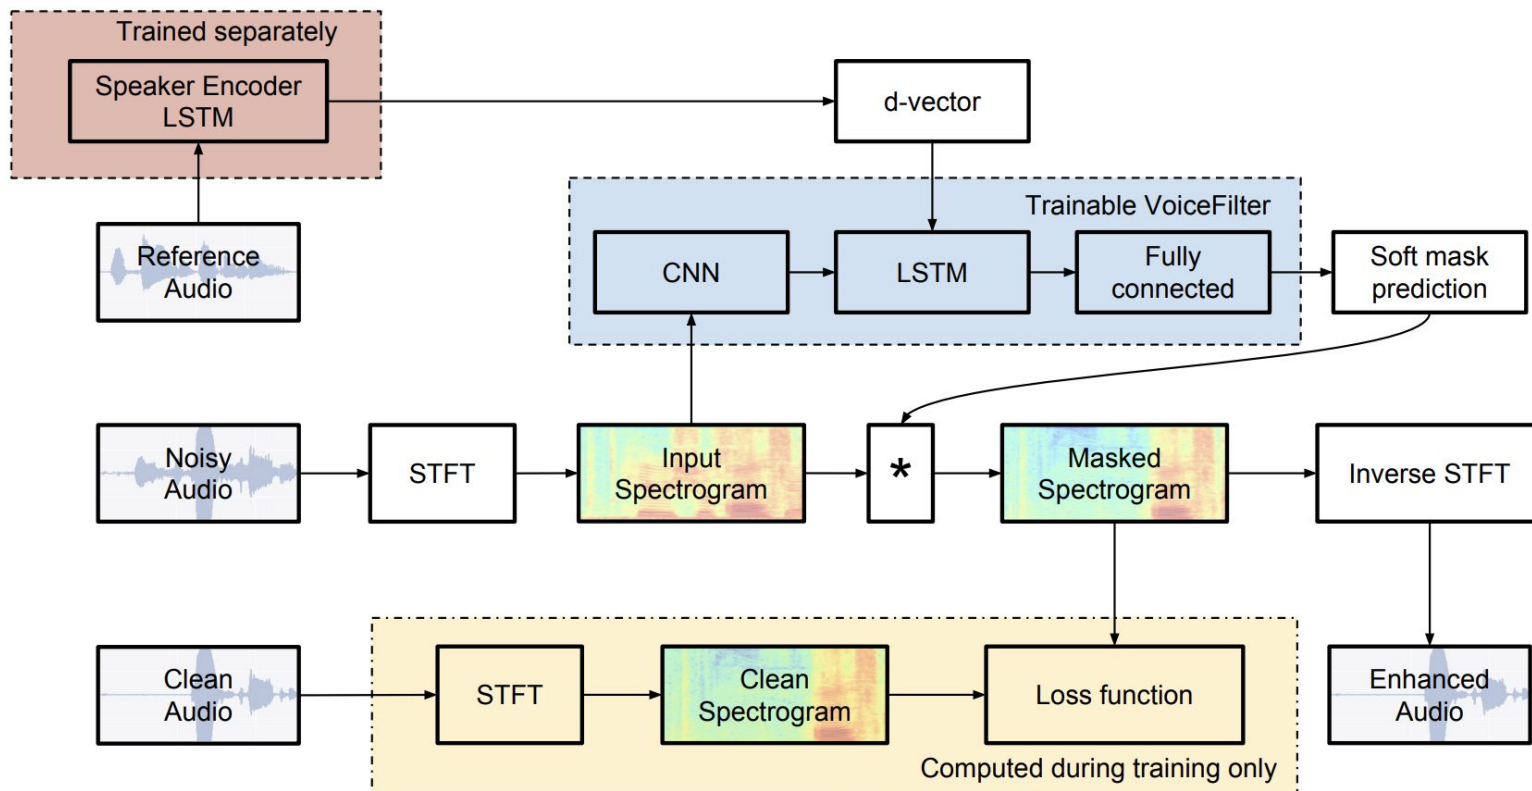 Trained separately
Speaker Encoder
LSTM
d-vector
Trainable VoiceFilter
Reference
Audio
CNN
LSTM
Fully
connected
Soft mask
prediction
Noisy
Audio
STFT
Input
Spectrogram
*
Masked
Spectrogram
Inverse STFT
Clean
Audio
STFT
Clean
Spectrogram
Loss function
Enhanced
Audio
Computed during training only